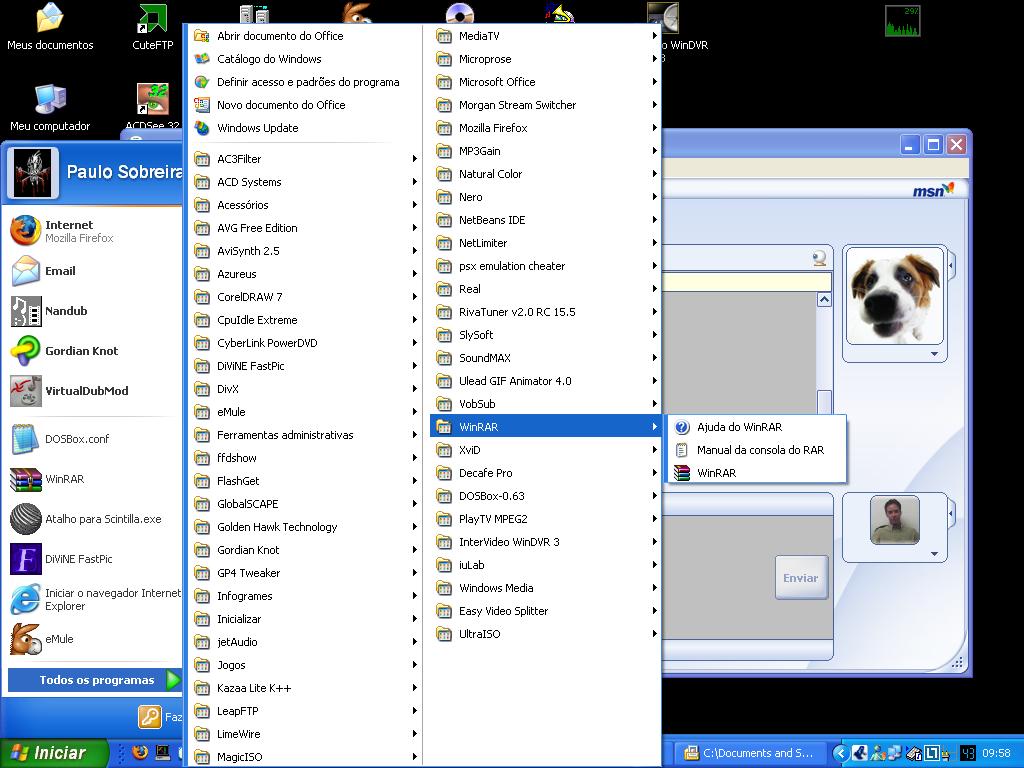 Meus documentos
CuteFTP
WinDVR
3
29%
Meu computador
ACDSee 32
Paulo Sobreira
Internet
Mozilla Firefox
Email
Nandub
Gordian Knot
VirtualDubMod
DOSBox.conf
WinRAR
Atalho para Scintilla.exe
DiViNE FastPic
Iniciar o navegador Internet
Explorer
eMule
Todos os programas
Faz
Abrir documento do Office
Catálogo do Windows
Definir acesso e padrões do programa
Novo documento do Office
Windows Update
AC3Filter
ACD Systems
Acessórios
AVG Free Edition
AviSynth 2.5
Azureus
CorelDRAW 7
CpuIdle Extreme
CyberLink PowerDVD
DiViNE FastPic
DivX
eMule
Ferramentas administrativas
ffdshow
FlashGet
GlobalSCAPE
Golden Hawk Technology
Gordian Knot
GP4 Tweaker
Infogrames
Inicializar
jetAudio
Jogos
Kazaa Lite K++
LeapFTP
LimeWire
MagicISO
MediaTV
Microprose
Microsoft Office
Morgan Stream Switcher
Mozilla Firefox
MP3Gain
Natural Color
Nero
NetBeans IDE
NetLimiter
psx emulation cheater
Real
RivaTuner v2.0 RC 15.5
SlySoft
SoundMAX
Ulead GIF Animator 4.0
VobSub
WinRAR
XviD
Decafe Pro
DOSBox-0.63
PlayTV MPEG2
InterVideo WinDVR 3
iuLab
Windows Media
Easy Video Splitter
UltraISO
Ajuda do WinRAR
Manual da consola do RAR
WinRAR
msn
Enviar
Iniciar
C:\Documents and S...
43
09:58